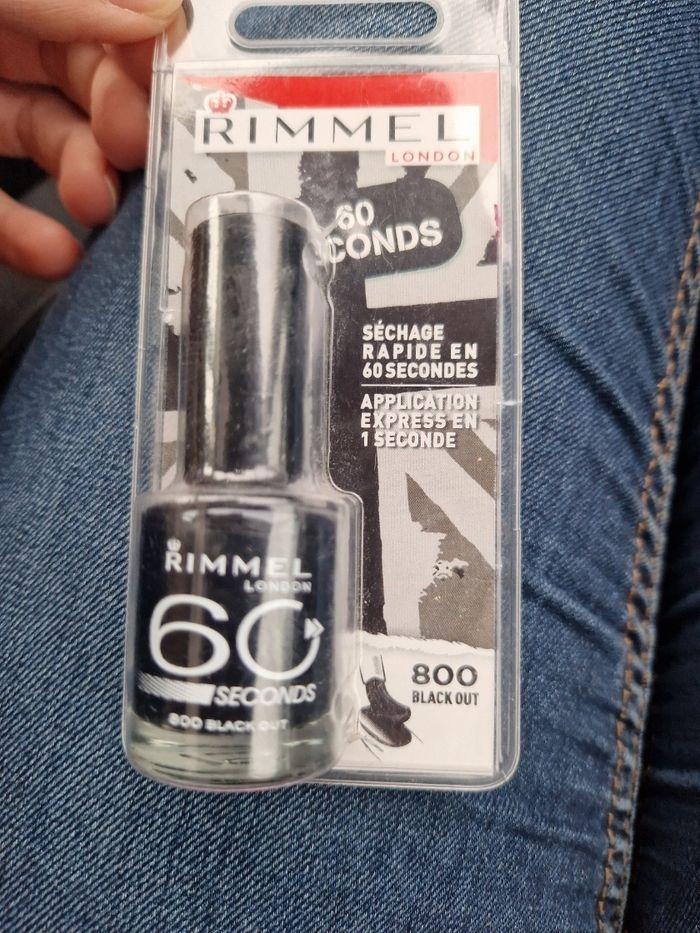 RIMMEL
LONDON
60
CONDS
SÉCHAGE
RAPIDE EN
60 SECONDES
APPLICATION
EXPRESS EN
1 SECONDE
RIMMEL
LONDON
60
SECONDS
800 BLACK OUT
800
BLACK OUT